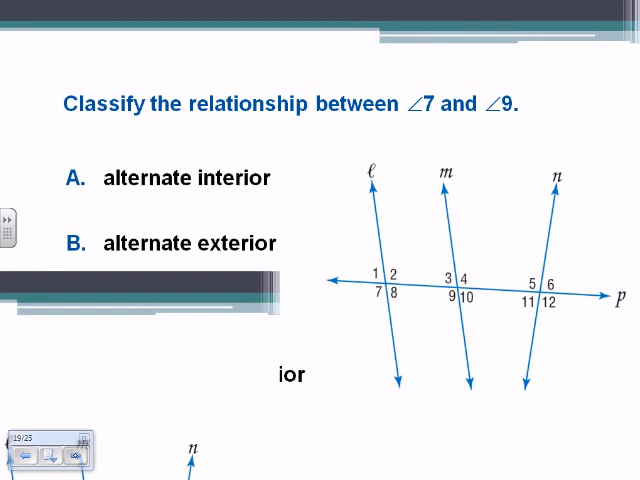 Classify the relationship between ∠7 and ∠9.
A. alternate interior
B. alternate exterior
ℓ
m
n
1 2
3 4
5 6
7 8
9 10
11 12
p
ior
19/25
n